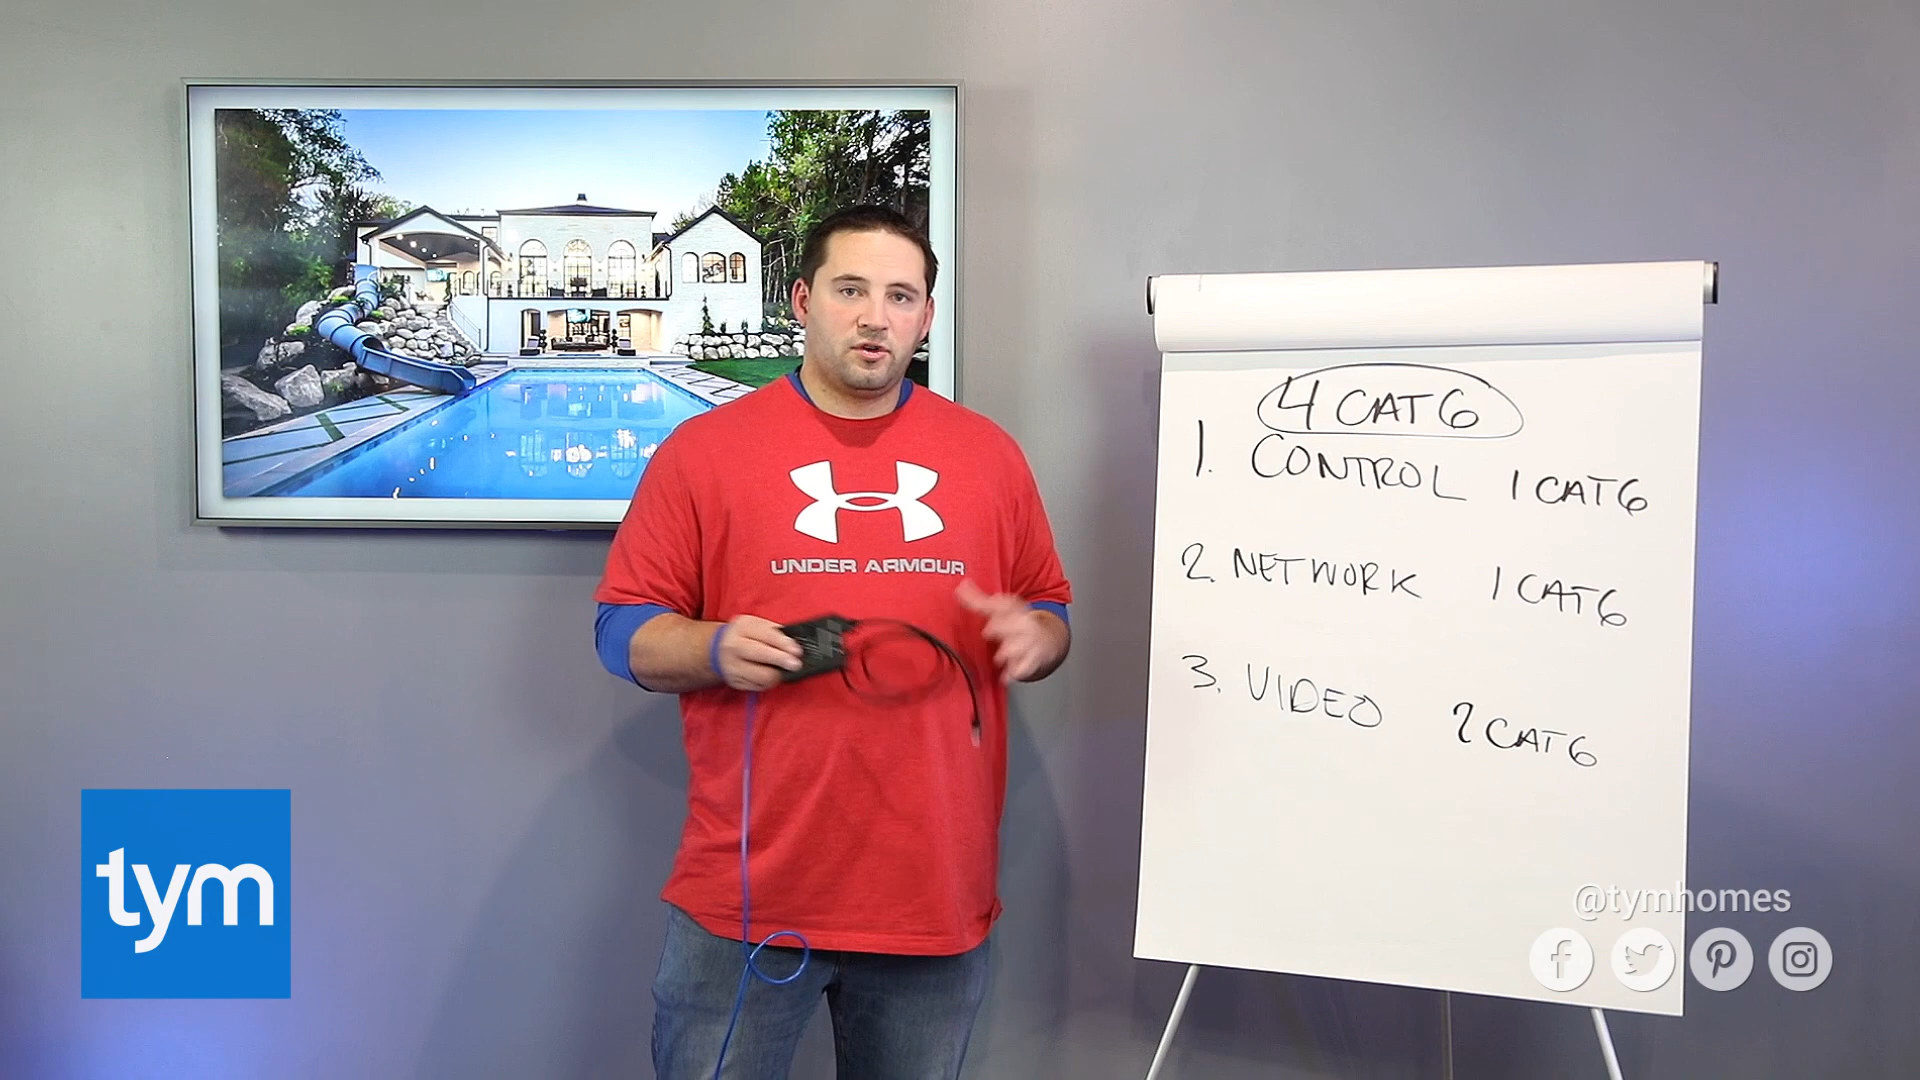 4 CAT6
1. CONTROL 1 CAT6
2. NETWORK 1 CAT6
3. VIDEO 2 CAT6
UNDER ARMOUR
tym
@tymhomes